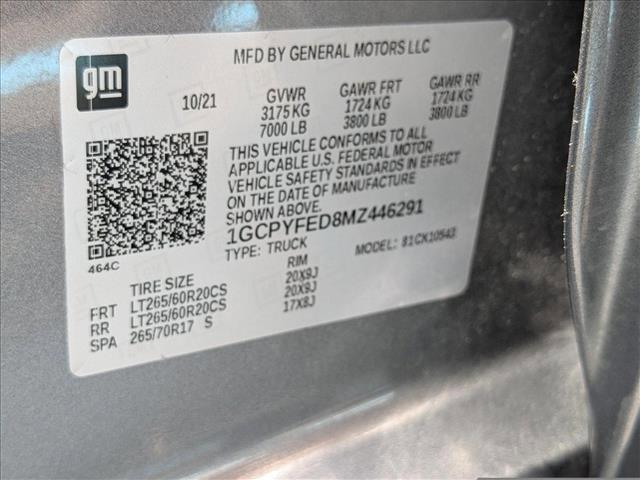 gm
MFD BY GENERAL MOTORS LLC
10/21 GVWR GAWR FRT GAWR RR
3175 KG 1724 KG 1724 KG
7000 LB 3800 LB 3800 LB
THIS VEHICLE CONFORMS TO ALL
APPLICABLE U.S. FEDERAL MOTOR
VEHICLE SAFETY STANDARDS IN EFFECT
ON THE DATE OF MANUFACTURE
SHOWN ABOVE.
1GCPYFED8MZ446291
TYPE: TRUCK MODEL: 81CK10543
464C
TIRE SIZE RIM
FRT LT265/60R20CS 20X9J
RR LT265/60R20CS 20X9J
SPA 265/70R17 S 17X8J